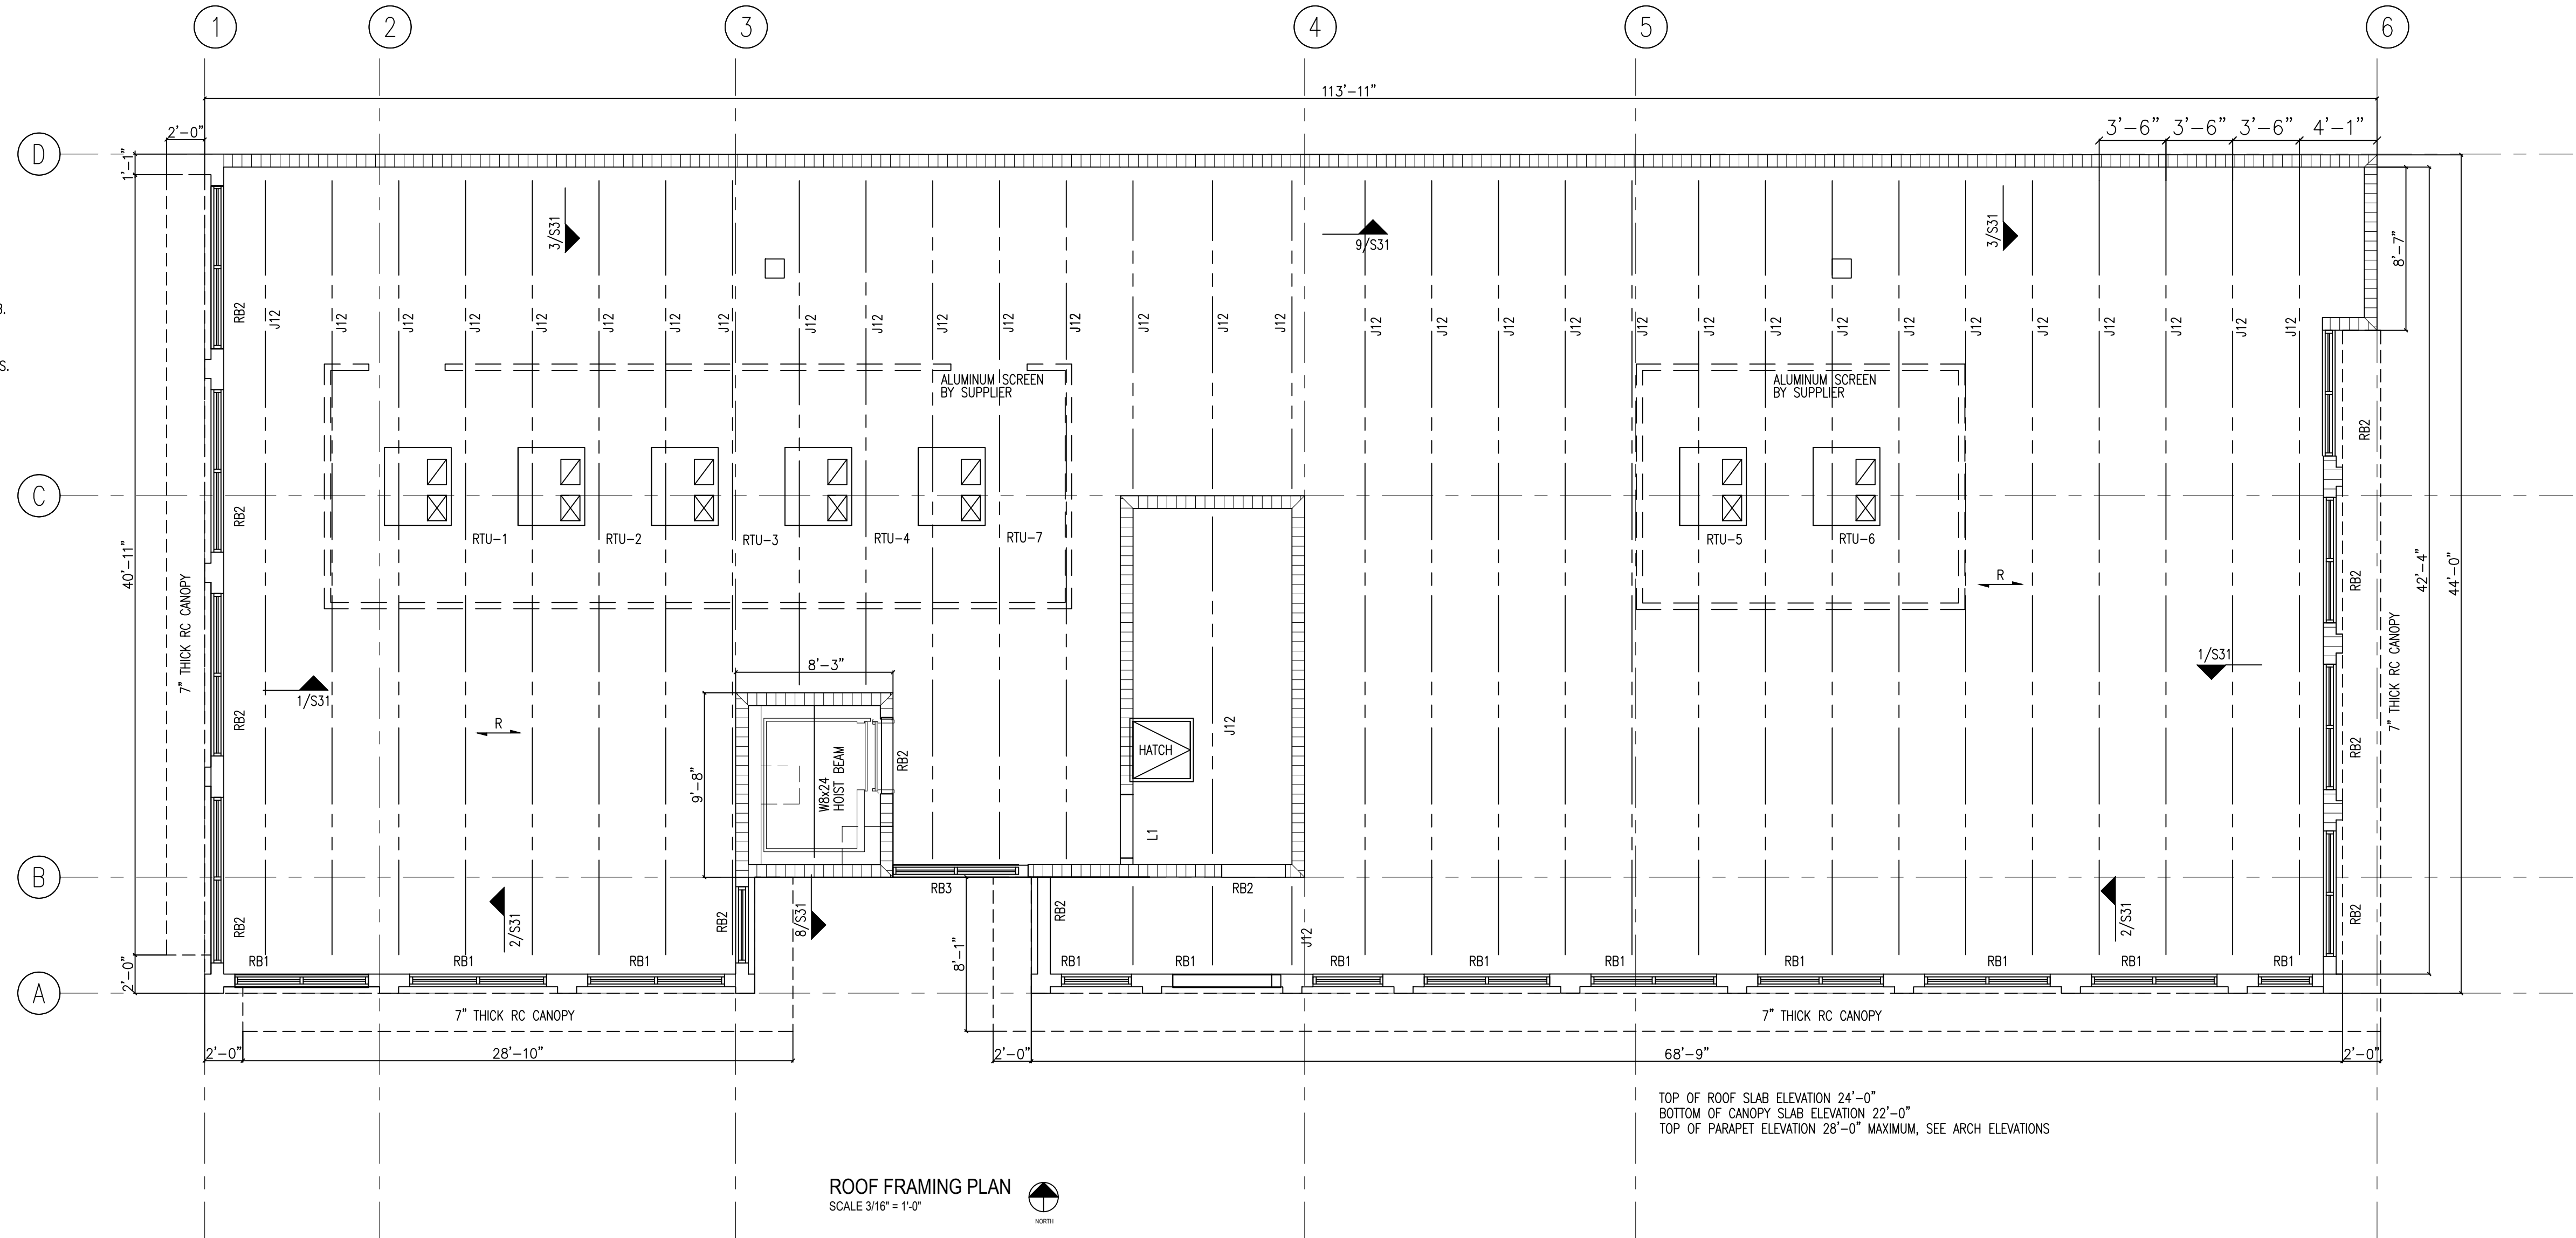 1 2 3 4 5 6
113'-11"
2'-0"
3'-6" 3'-6" 3'-6" 4'-1"
D
1'-1"
3/S31
9/S31
3/S31
8'-7"
B.
RB2
J12 J12 J12 J12 J12 J12 J12 J12 J12 J12 J12 J12 J12 J12 J12 J12 J12 J12 J12 J12 J12 J12 J12 J12 J12 J12 J12 J12 J12 J12 J12
S.
ALUMINUM SCREEN
BY SUPPLIER
ALUMINUM SCREEN
BY SUPPLIER
RB2
C
RB2
RTU-1 RTU-2 RTU-3 RTU-4 RTU-7 RTU-5 RTU-6
40'-11"
42'-4"
44'-0"
R
RB2
7" THICK RC CANOPY
7" THICK RC CANOPY
8'-3"
1/S31
1/S31
RB2
R
9'-8"
W8x24
HOIST BEAM
RB2
HATCH
J12
RB2
L1
B
RB3
RB2
RB2
RB2
8/S31
2/S31
RB2
J12
2/S31
RB2
8'-1"
RB1 RB1 RB1 RB1 RB1 RB1 RB1 RB1 RB1 RB1 RB1 RB1
2'-0"
A
7" THICK RC CANOPY
7" THICK RC CANOPY
2'-0" 28'-10" 2'-0" 68'-9" 2'-0"
TOP OF ROOF SLAB ELEVATION 24'-0"
BOTTOM OF CANOPY SLAB ELEVATION 22'-0"
TOP OF PARAPET ELEVATION 28'-0" MAXIMUM, SEE ARCH ELEVATIONS
ROOF FRAMING PLAN
SCALE 3/16" = 1'-0"
NORTH